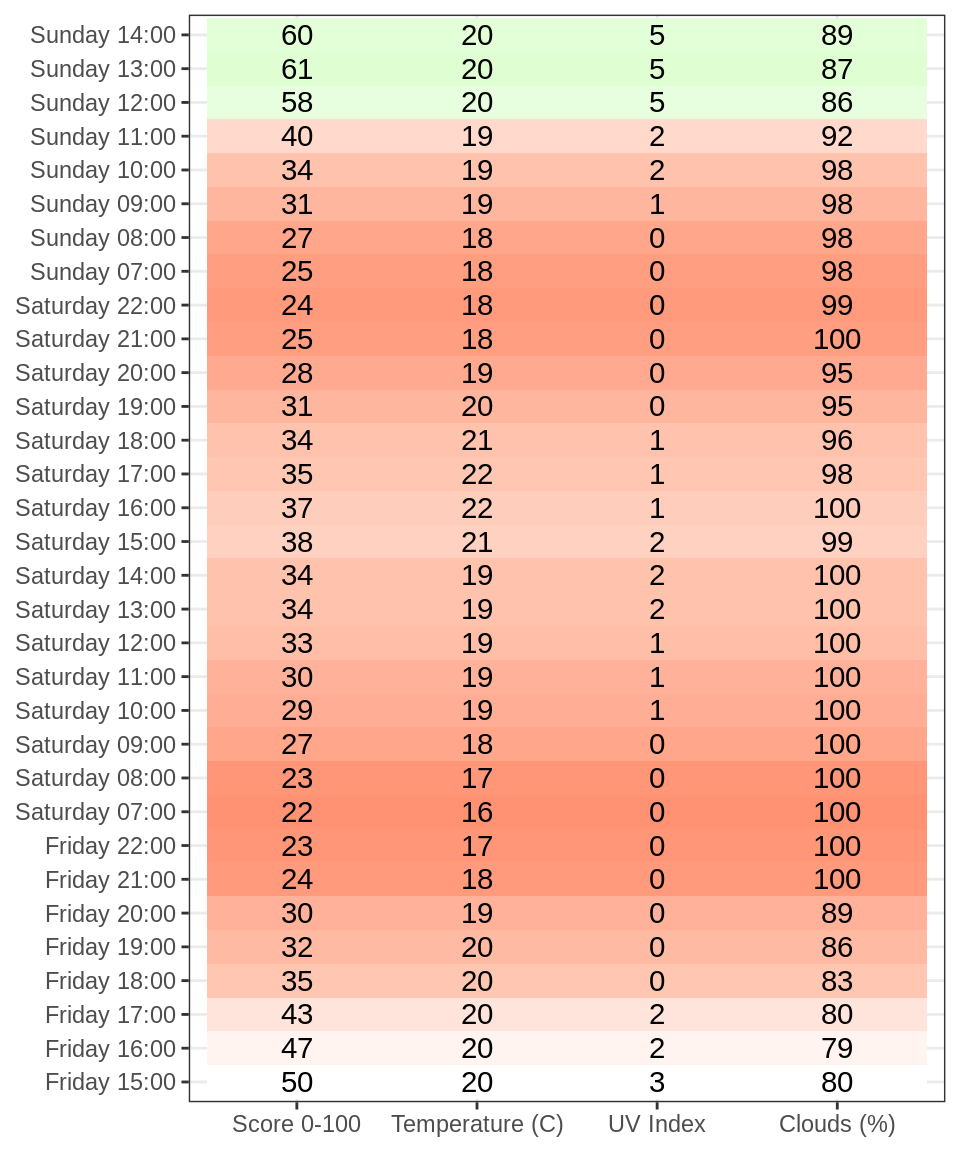 Sunday 14:00 60 20 5 89
Sunday 13:00 61 20 5 87
Sunday 12:00 58 20 5 86
Sunday 11:00 40 19 2 92
Sunday 10:00 34 19 2 98
Sunday 09:00 31 19 1 98
Sunday 08:00 27 18 0 98
Sunday 07:00 25 18 0 98
Saturday 22:00 24 18 0 99
Saturday 21:00 25 18 0 100
Saturday 20:00 28 19 0 95
Saturday 19:00 31 20 0 95
Saturday 18:00 34 21 1 96
Saturday 17:00 35 22 1 98
Saturday 16:00 37 22 1 100
Saturday 15:00 38 21 2 99
Saturday 14:00 34 19 2 100
Saturday 13:00 34 19 2 100
Saturday 12:00 33 19 1 100
Saturday 11:00 30 19 1 100
Saturday 10:00 29 19 1 100
Saturday 09:00 27 18 0 100
Saturday 08:00 23 17 0 100
Saturday 07:00 22 16 0 100
Friday 22:00 23 17 0 100
Friday 21:00 24 18 0 100
Friday 20:00 30 19 0 89
Friday 19:00 32 20 0 86
Friday 18:00 35 20 0 83
Friday 17:00 43 20 2 80
Friday 16:00 47 20 2 79
Friday 15:00 50 20 3 80
Score 0-100 Temperature (C) UV Index Clouds (%)